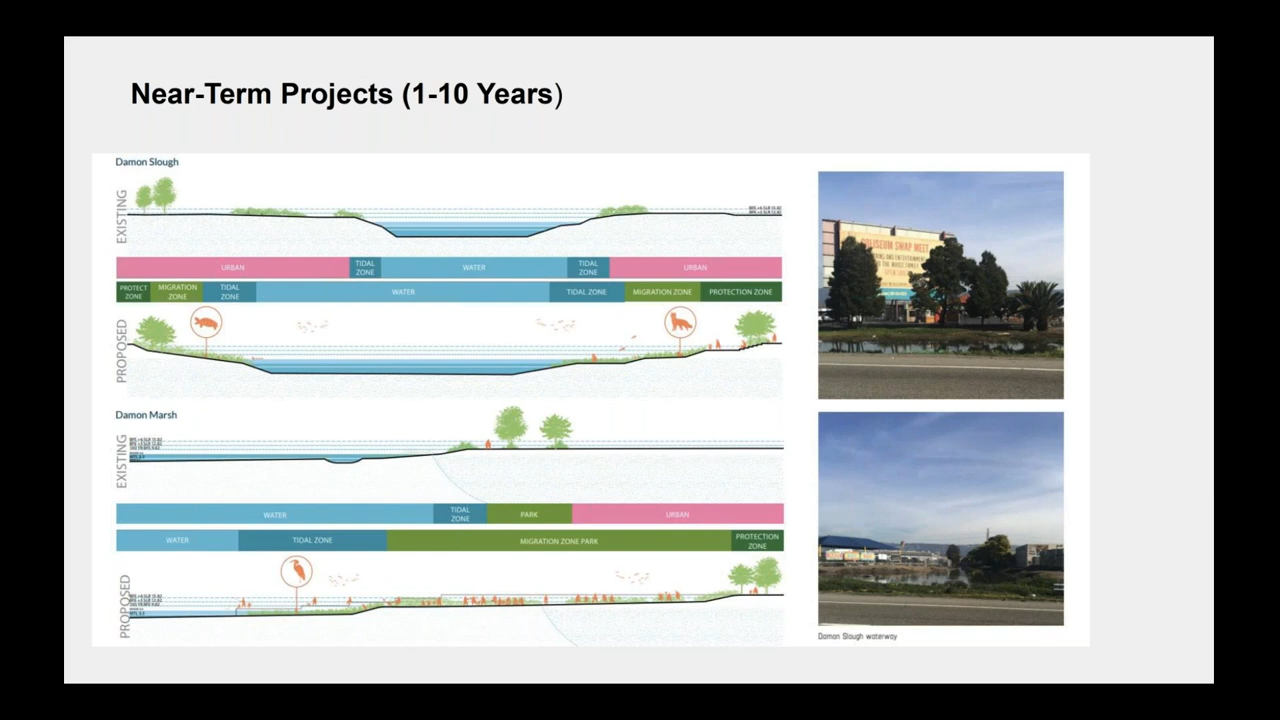 Near-Term Projects (1-10 Years)
Damon Slough
EXISTING
URBAN
TIDAL
ZONE
WATER
TIDAL
ZONE
URBAN
PROTECT
ZONE
MIGRATION
ZONE
TIDAL
ZONE
WATER
TIDAL ZONE
MIGRATION ZONE
PROTECTION ZONE
PROPOSED
COLISEUM SWAP MEET
Damon Marsh
EXISTING
WATER
TIDAL
ZONE
PARK
URBAN
WATER
TIDAL ZONE
MIGRATION ZONE PARK
PROTECTION
ZONE
PROPOSED
Damon Slough waterway